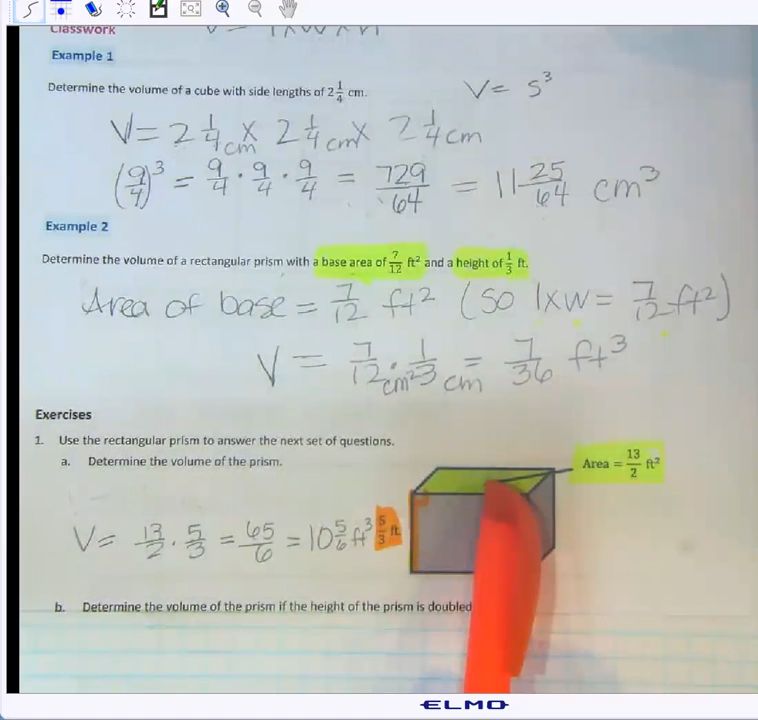 Classwork
Example 1
Determine the volume of a cube with side lengths of 2 1/4 cm.
V = s³
V = 2 1/4 cm × 2 1/4 cm × 2 1/4 cm
(9/4)³ = 9/4 · 9/4 · 9/4 = 729/64 = 11 25/64 cm³
Example 2
Determine the volume of a rectangular prism with a base area of 7/12 ft² and a height of 1/3 ft.
Area of base = 7/12 ft² (so l×w = 7/12 ft²)
V = 7/12 cm² · 1/3 cm = 7/36 ft³
Exercises
1. Use the rectangular prism to answer the next set of questions.
a. Determine the volume of the prism.
Area = 13/2 ft²
V = 13/2 · 5/3 = 65/6 = 10 5/6 ft³
5/3 ft.
b. Determine the volume of the prism if the height of the prism is doubled
ELMO